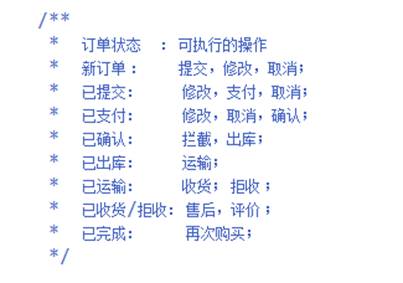 /**
* 订单状态 : 可执行的操作
* 新订单: 提交,修改,取消;
* 已提交: 修改,支付,取消;
* 已支付: 修改,取消,确认;
* 已确认: 拦截,出库;
* 已出库: 运输;
* 已运输: 收货; 拒收 ;
* 已收货/拒收: 售后,评价 ;
* 已完成: 再次购买;
*/